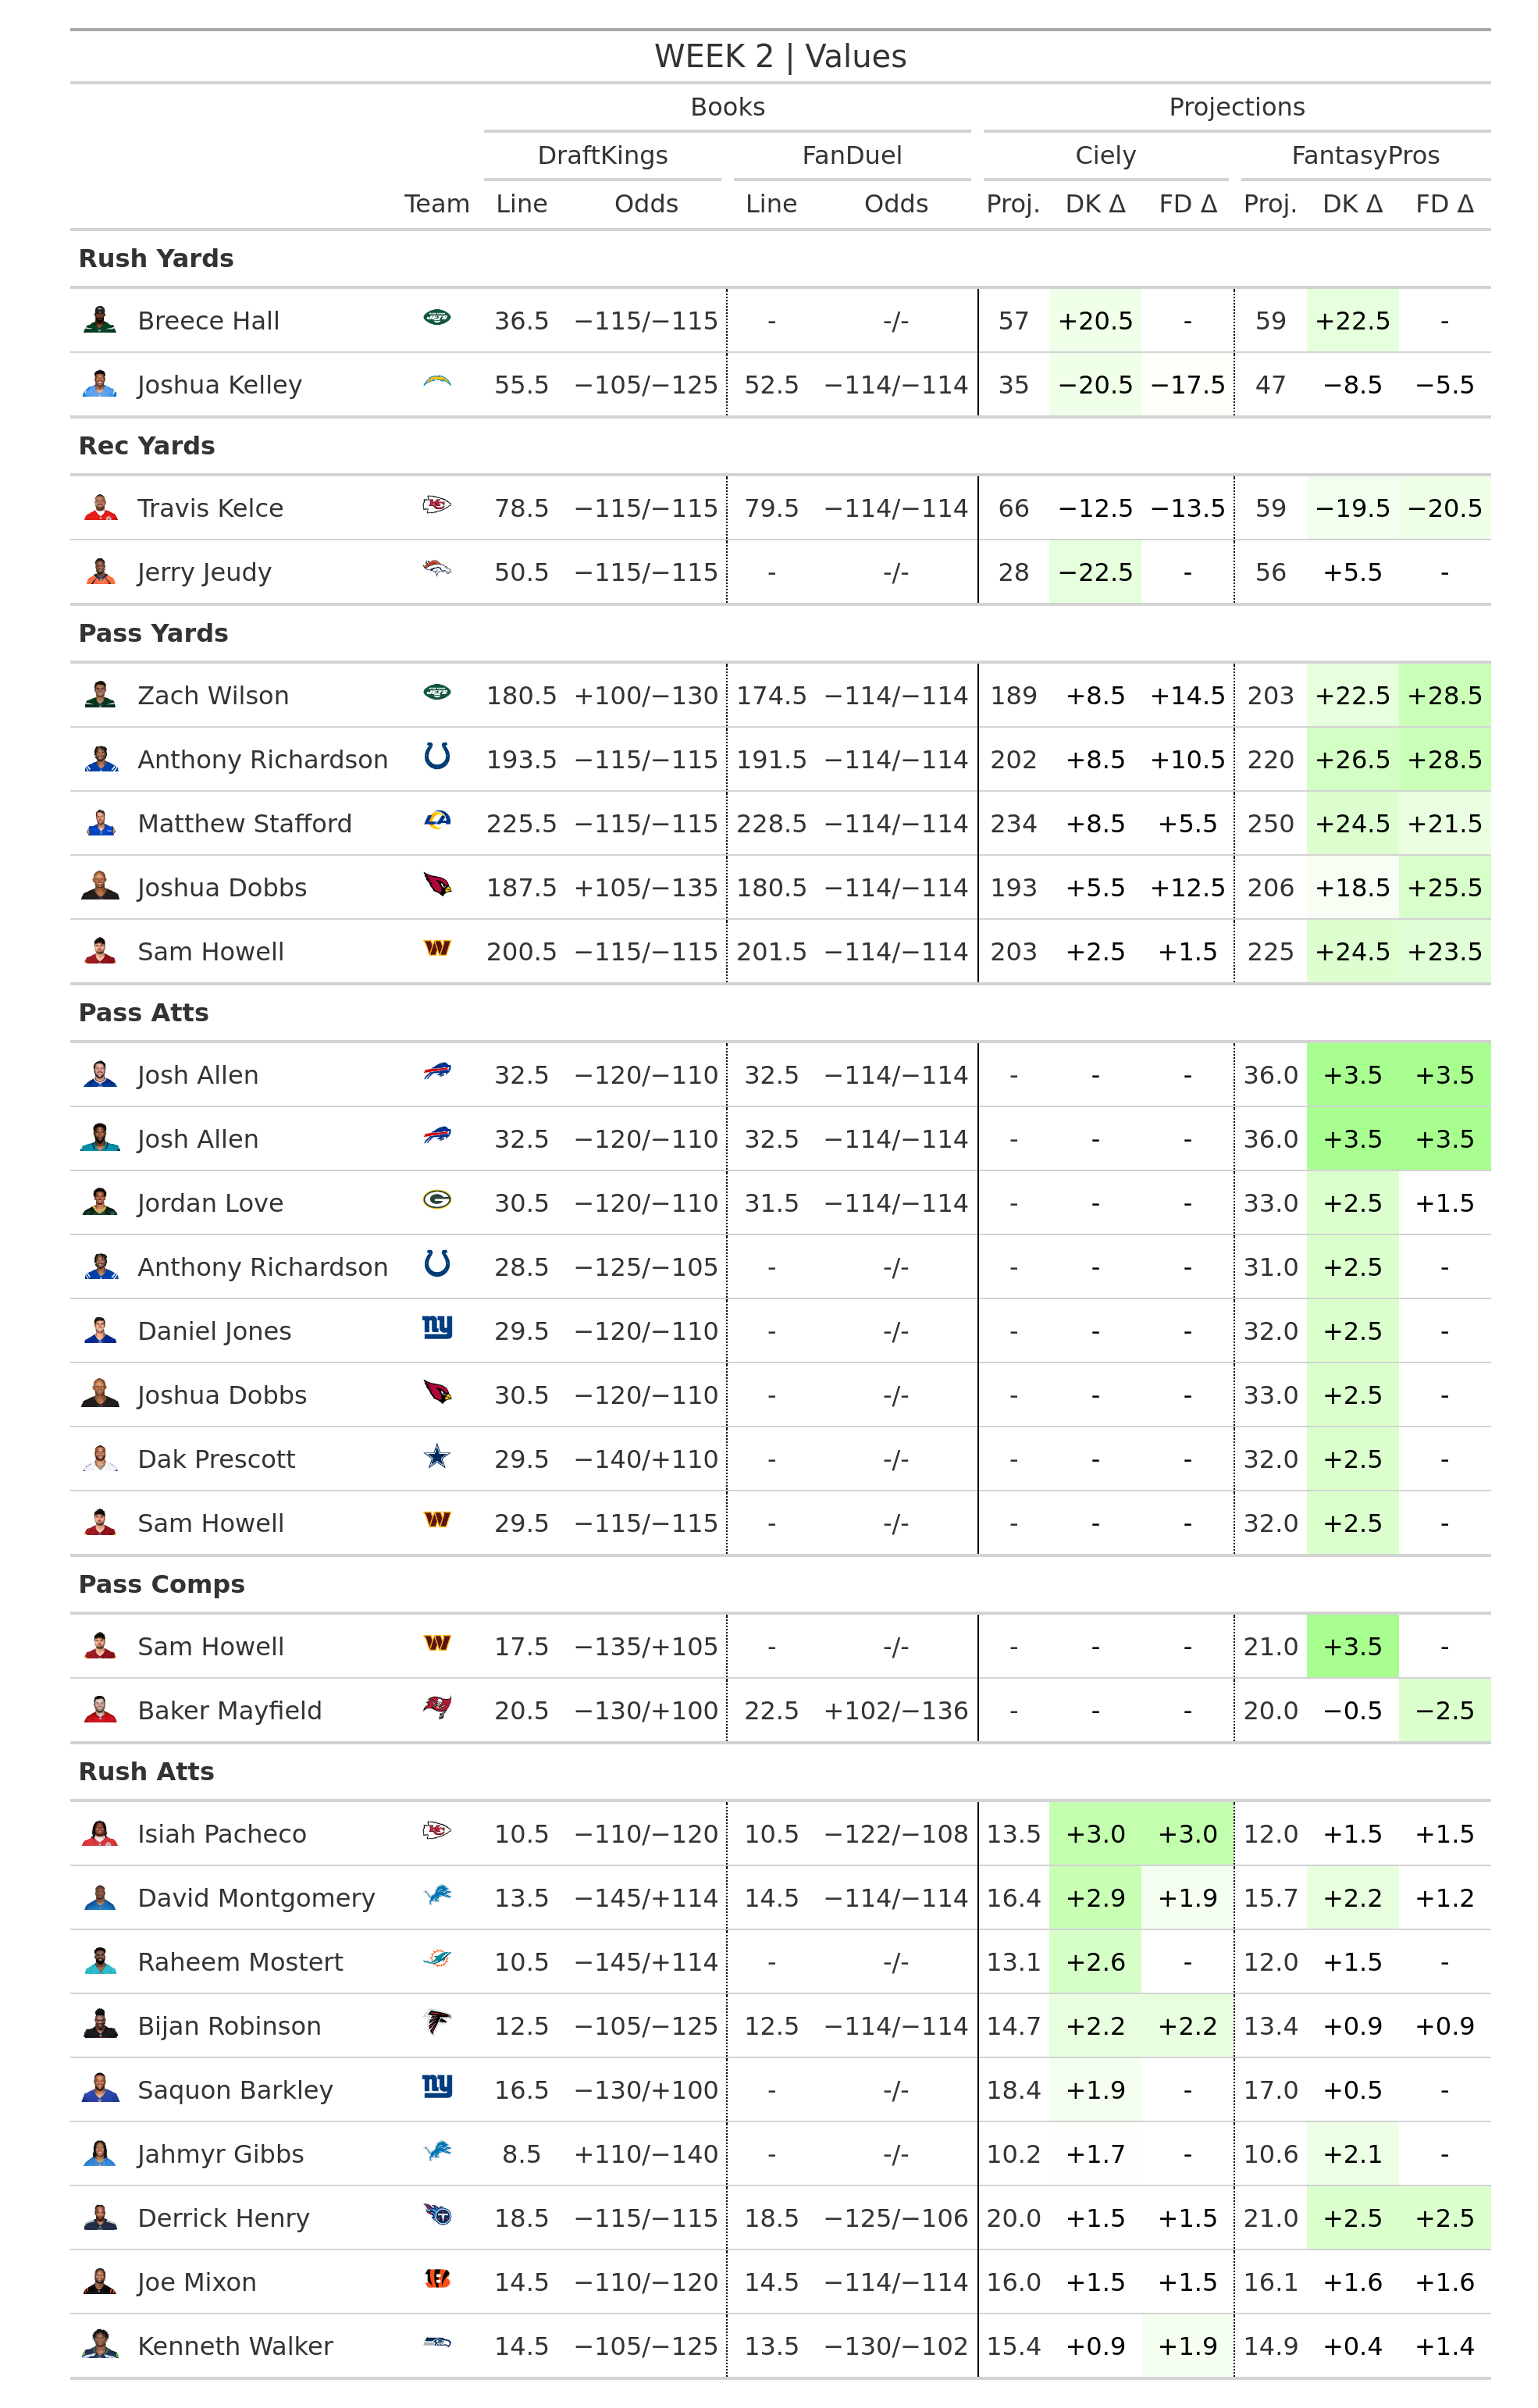 WEEK 2 | Values
Books Projections
DraftKings FanDuel Ciely FantasyPros
Team Line Odds Line Odds Proj. DK Δ FD Δ Proj. DK Δ FD Δ
Rush Yards
Breece Hall 36.5 −115/−115 - -/- 57 +20.5 - 59 +22.5 -
Joshua Kelley 55.5 −105/−125 52.5 −114/−114 35 −20.5 −17.5 47 −8.5 −5.5
Rec Yards
Travis Kelce 78.5 −115/−115 79.5 −114/−114 66 −12.5 −13.5 59 −19.5 −20.5
Jerry Jeudy 50.5 −115/−115 - -/- 28 −22.5 - 56 +5.5 -
Pass Yards
Zach Wilson 180.5 +100/−130 174.5 −114/−114 189 +8.5 +14.5 203 +22.5 +28.5
Anthony Richardson 193.5 −115/−115 191.5 −114/−114 202 +8.5 +10.5 220 +26.5 +28.5
Matthew Stafford 225.5 −115/−115 228.5 −114/−114 234 +8.5 +5.5 250 +24.5 +21.5
Joshua Dobbs 187.5 +105/−135 180.5 −114/−114 193 +5.5 +12.5 206 +18.5 +25.5
Sam Howell 200.5 −115/−115 201.5 −114/−114 203 +2.5 +1.5 225 +24.5 +23.5
Pass Atts
Josh Allen 32.5 −120/−110 32.5 −114/−114 - - - 36.0 +3.5 +3.5
Josh Allen 32.5 −120/−110 32.5 −114/−114 - - - 36.0 +3.5 +3.5
Jordan Love 30.5 −120/−110 31.5 −114/−114 - - - 33.0 +2.5 +1.5
Anthony Richardson 28.5 −125/−105 - -/- - - - 31.0 +2.5 -
Daniel Jones 29.5 −120/−110 - -/- - - - 32.0 +2.5 -
Joshua Dobbs 30.5 −120/−110 - -/- - - - 33.0 +2.5 -
Dak Prescott 29.5 −140/+110 - -/- - - - 32.0 +2.5 -
Sam Howell 29.5 −115/−115 - -/- - - - 32.0 +2.5 -
Pass Comps
Sam Howell 17.5 −135/+105 - -/- - - - 21.0 +3.5 -
Baker Mayfield 20.5 −130/+100 22.5 +102/−136 - - - 20.0 −0.5 −2.5
Rush Atts
Isiah Pacheco 10.5 −110/−120 10.5 −122/−108 13.5 +3.0 +3.0 12.0 +1.5 +1.5
David Montgomery 13.5 −145/+114 14.5 −114/−114 16.4 +2.9 +1.9 15.7 +2.2 +1.2
Raheem Mostert 10.5 −145/+114 - -/- 13.1 +2.6 - 12.0 +1.5 -
Bijan Robinson 12.5 −105/−125 12.5 −114/−114 14.7 +2.2 +2.2 13.4 +0.9 +0.9
Saquon Barkley 16.5 −130/+100 - -/- 18.4 +1.9 - 17.0 +0.5 -
Jahmyr Gibbs 8.5 +110/−140 - -/- 10.2 +1.7 - 10.6 +2.1 -
Derrick Henry 18.5 −115/−115 18.5 −125/−106 20.0 +1.5 +1.5 21.0 +2.5 +2.5
Joe Mixon 14.5 −110/−120 14.5 −114/−114 16.0 +1.5 +1.5 16.1 +1.6 +1.6
Kenneth Walker 14.5 −105/−125 13.5 −130/−102 15.4 +0.9 +1.9 14.9 +0.4 +1.4